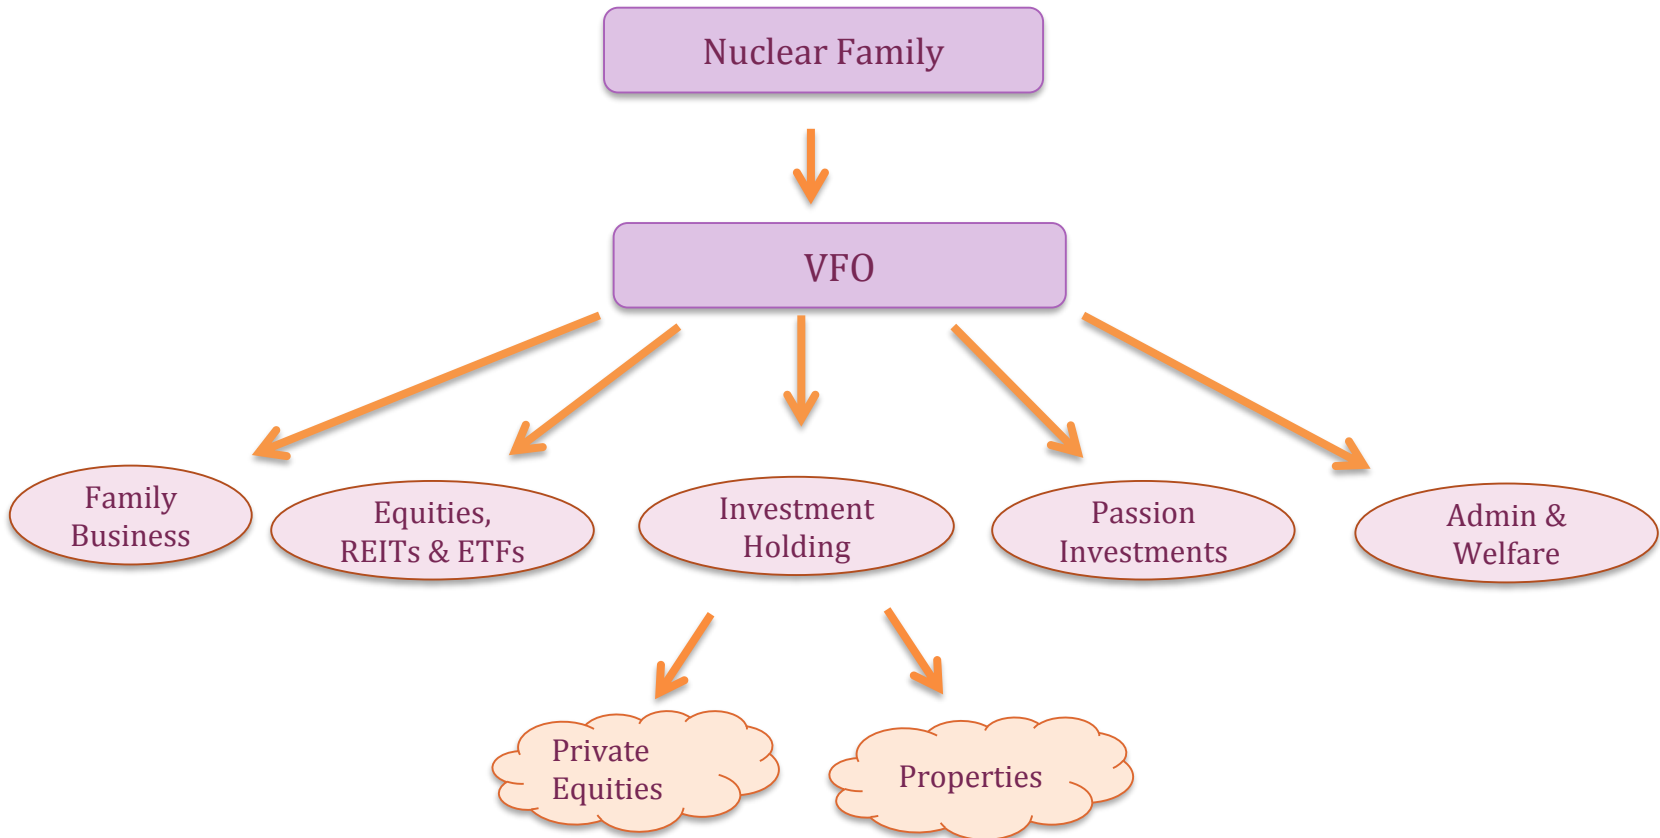 Nuclear Family
VFO
Family
Business
Equities,
REITs & ETFs
Investment
Holding
Passion
Investments
Admin &
Welfare
Private
Equities
Properties